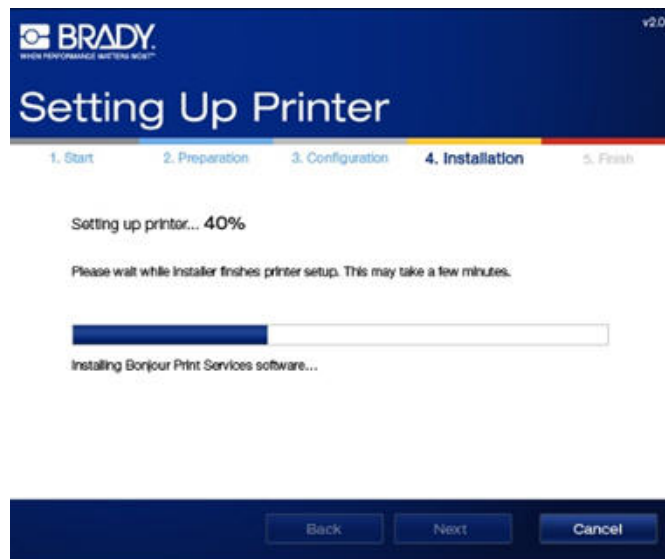 v2.0
BRADY.
WHEN PERFORMANCE MATTERS MOST™
Setting Up Printer
1. Start 2. Preparation 3. Configuration 4. Installation 5. Finish
Setting up printer... 40%
Please wait while installer finshes printer setup. This may take a few minutes.
Installing Bonjour Print Services software...
Back Next Cancel